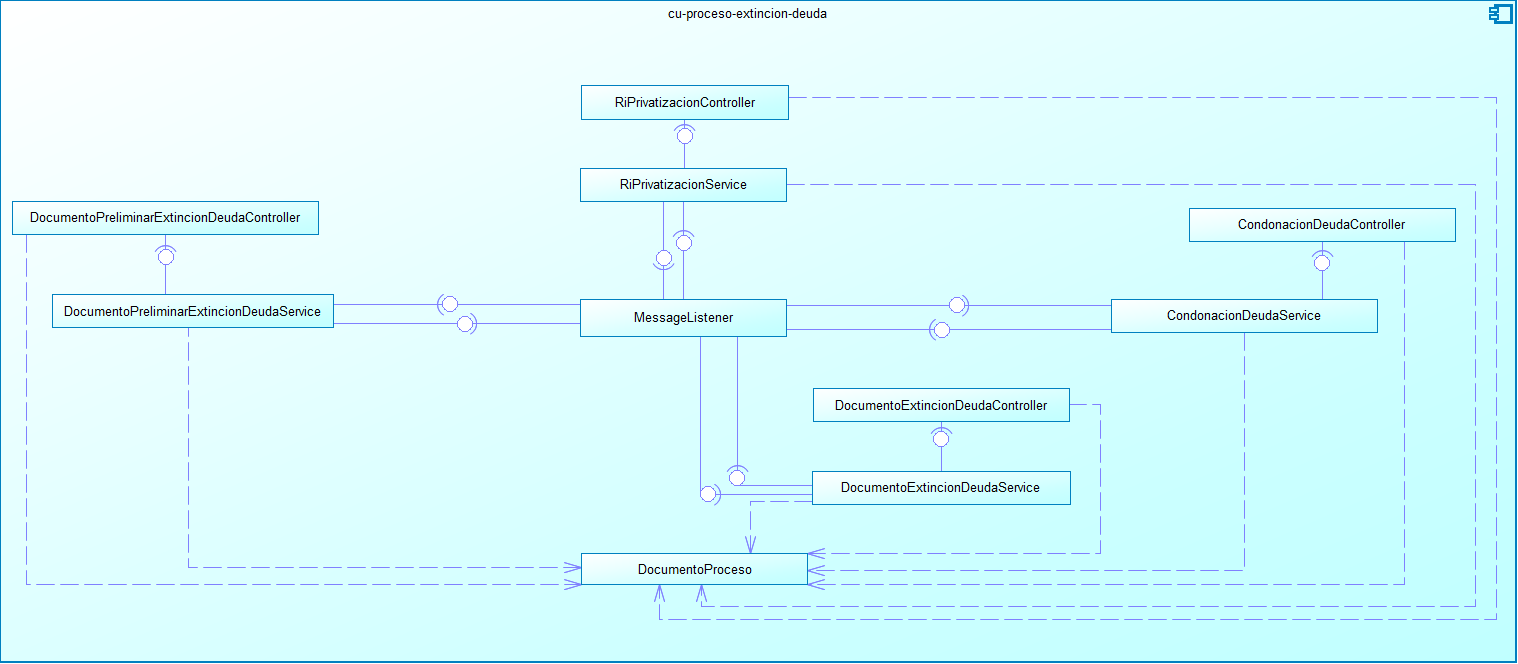 cu-proceso-extincion-deuda
RiPrivatizacionController
RiPrivatizacionService
DocumentoPreliminarExtincionDeudaController
CondonacionDeudaController
DocumentoPreliminarExtincionDeudaService
MessageListener
CondonacionDeudaService
DocumentoExtincionDeudaController
DocumentoExtincionDeudaService
DocumentoProceso